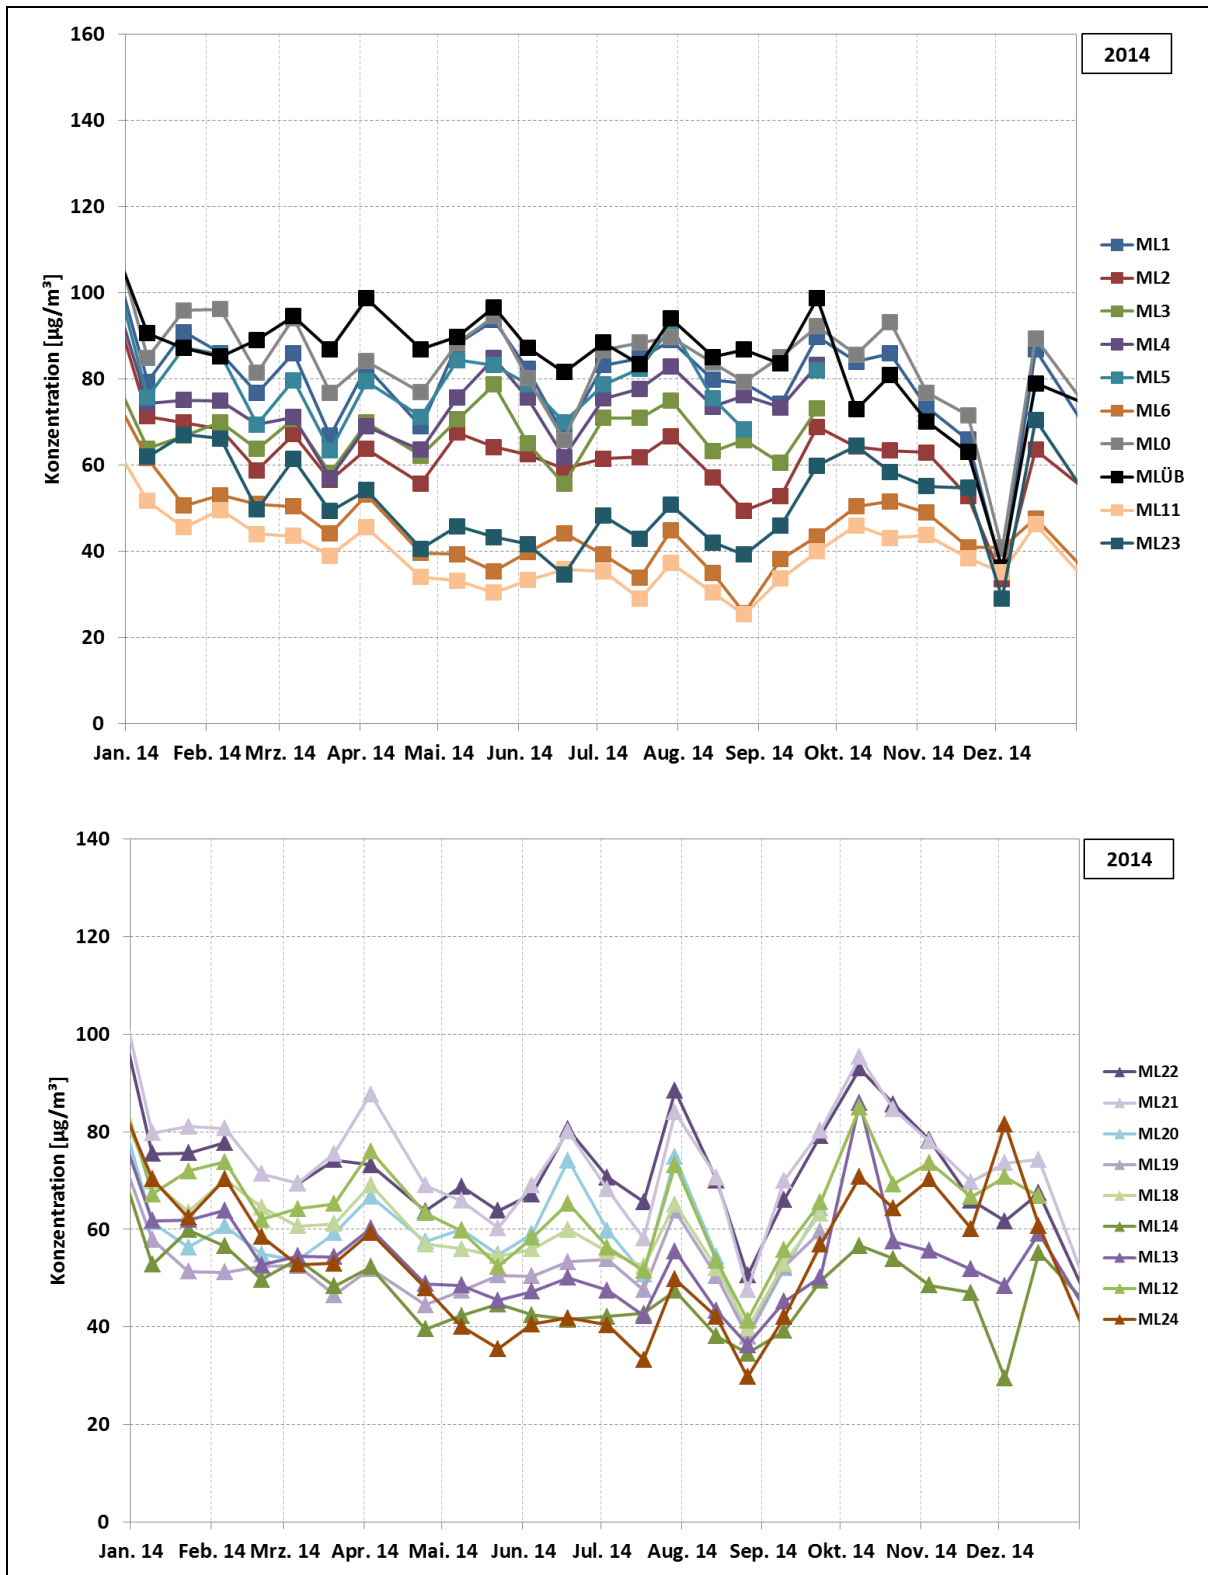 2014
160
140
120
100
80
60
40
20
0
Konzentration [µg/m³]
Jan. 14 Feb. 14 Mrz. 14 Apr. 14 Mai. 14 Jun. 14 Jul. 14 Aug. 14 Sep. 14 Okt. 14 Nov. 14 Dez. 14
ML1
ML2
ML3
ML4
ML5
ML6
ML0
MLÜB
ML11
ML23
2014
140
120
100
80
60
40
20
0
Konzentration [µg/m³]
Jan. 14 Feb. 14 Mrz. 14 Apr. 14 Mai. 14 Jun. 14 Jul. 14 Aug. 14 Sep. 14 Okt. 14 Nov. 14 Dez. 14
ML22
ML21
ML20
ML19
ML18
ML14
ML13
ML12
ML24